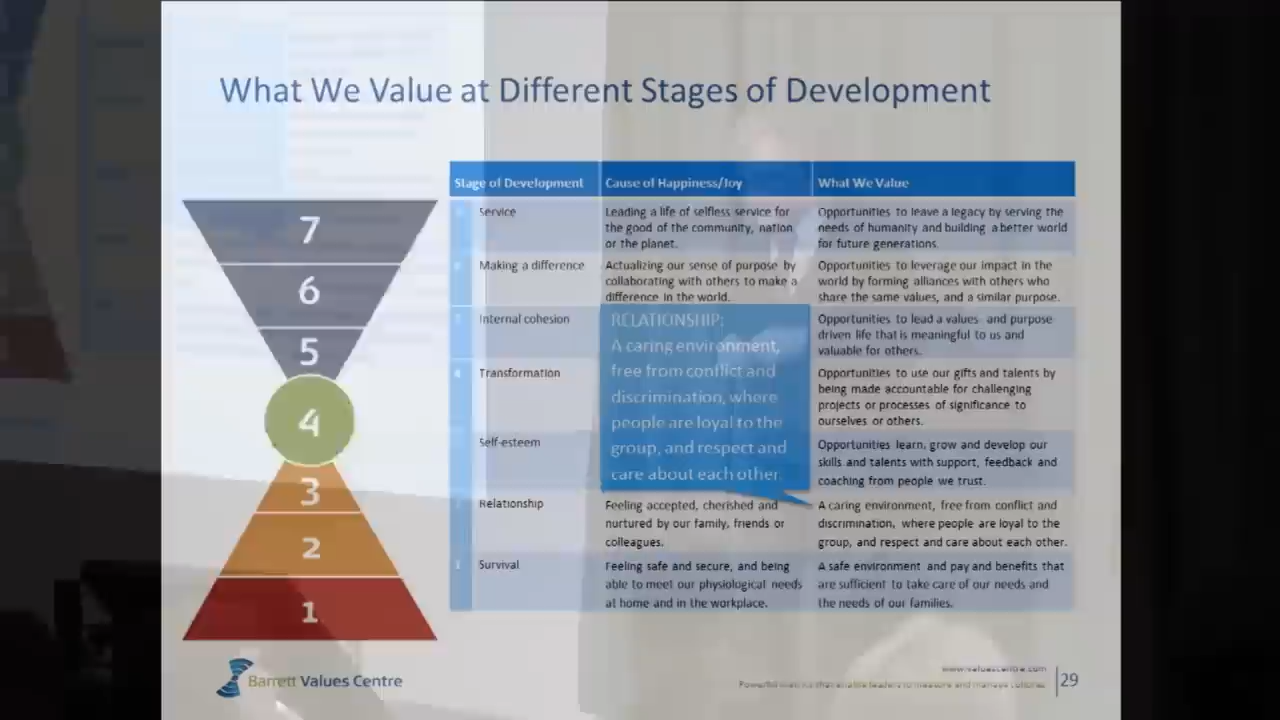 What We Value at Different Stages of Development
Stage of Development
Cause of Happiness/Joy
What We Value
7
6
5
4
3
2
1
Service
Leading a life of selfless service for
the good of the community, nation
or the planet.
Opportunities to leave a legacy by serving the
needs of humanity and building a better world
for future generations.
Making a difference
Actualizing our sense of purpose by
collaborating with others to make a
difference in the world.
Opportunities to leverage our impact in the
world by forming alliances with others who
share the same values, and a similar purpose.
Internal cohesion
RELATIONSHIP:
A caring environment,
free from conflict and
discrimination, where
people are loyal to the
group, and respect and
care about each other.
Opportunities to lead a values and purpose
driven life that is meaningful to us and
valuable for others.
Transformation
Opportunities to use our gifts and talents by
being made accountable for challenging
projects or processes of significance to
ourselves or others.
Self-esteem
Opportunities learn, grow and develop our
skills and talents with support, feedback and
coaching from people we trust.
Relationship
Feeling accepted, cherished and
nurtured by our family, friends or
colleagues.
A caring environment, free from conflict and
discrimination, where people are loyal to the
group, and respect and care about each other.
Survival
Feeling safe and secure, and being
able to meet our physiological needs
at home and in the workplace.
A safe environment and pay and benefits that
are sufficient to take care of our needs and
the needs of our families.
Barrett Values Centre
www.valuescentre.com
Powerful metrics that enable leaders to measure and manage cultures
29